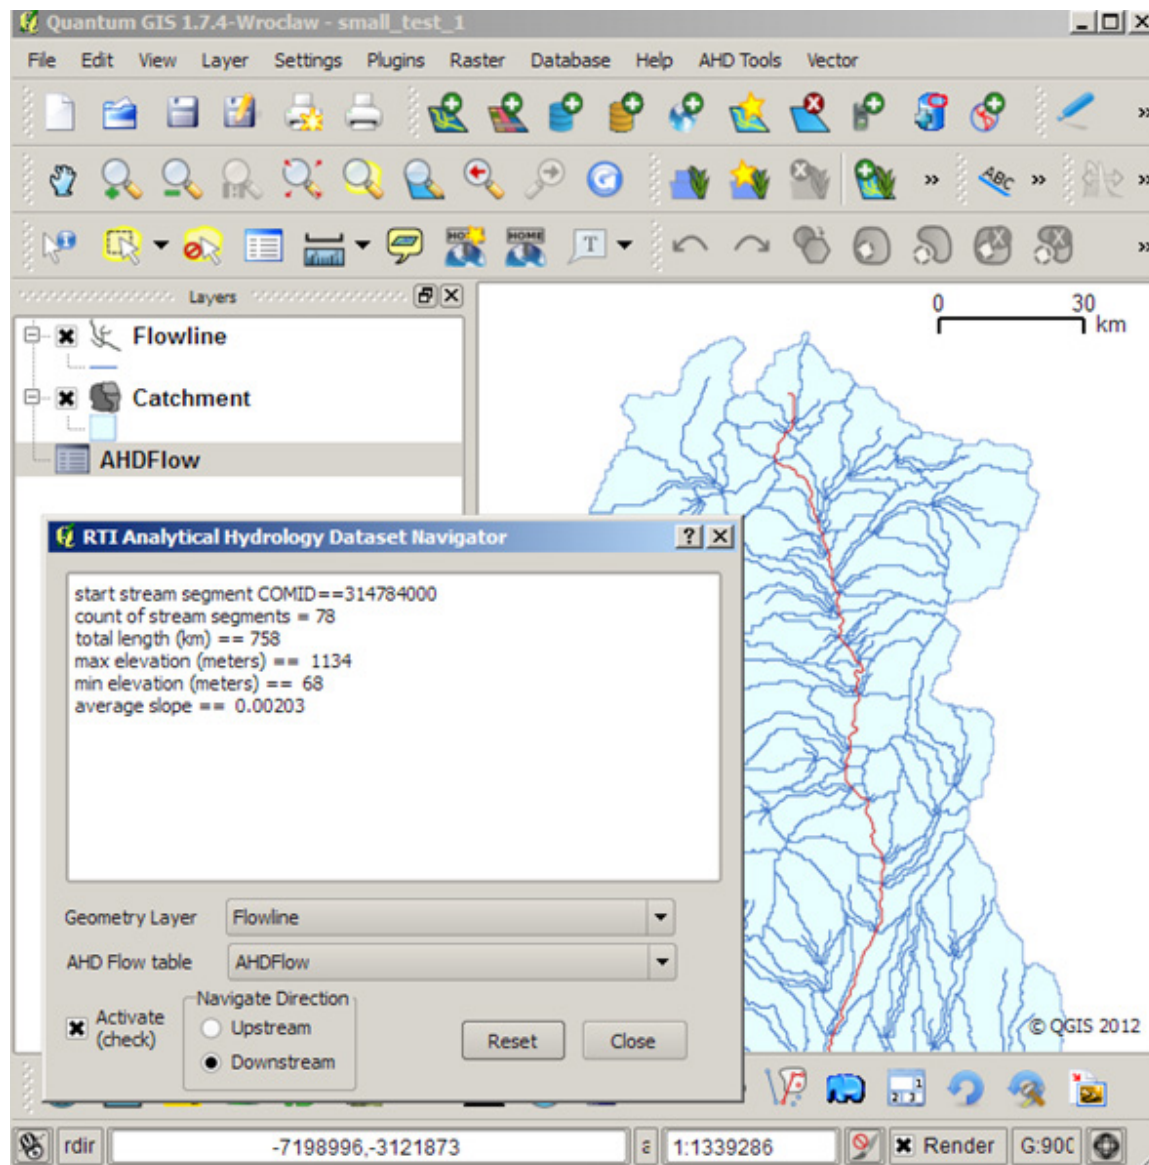 Quantum GIS 1.7.4-Wroclaw - small_test_1
File Edit View Layer Settings Plugins Raster Database Help AHD Tools Vector
ABC
HOME
T
Layers
0 30 km
Flowline
Catchment
AHDFlow
RTI Analytical Hydrology Dataset Navigator
start stream segment COMID==314784000
count of stream segments = 78
total length (km) == 758
max elevation (meters) == 1134
min elevation (meters) == 68
average slope == 0.00203
Geometry Layer Flowline
AHD Flow table AHDFlow
Navigate Direction
Activate (check)
Upstream
Downstream
Reset Close
© QGIS 2012
rdir -7198996,-3121873 1:1339286 Render G:900